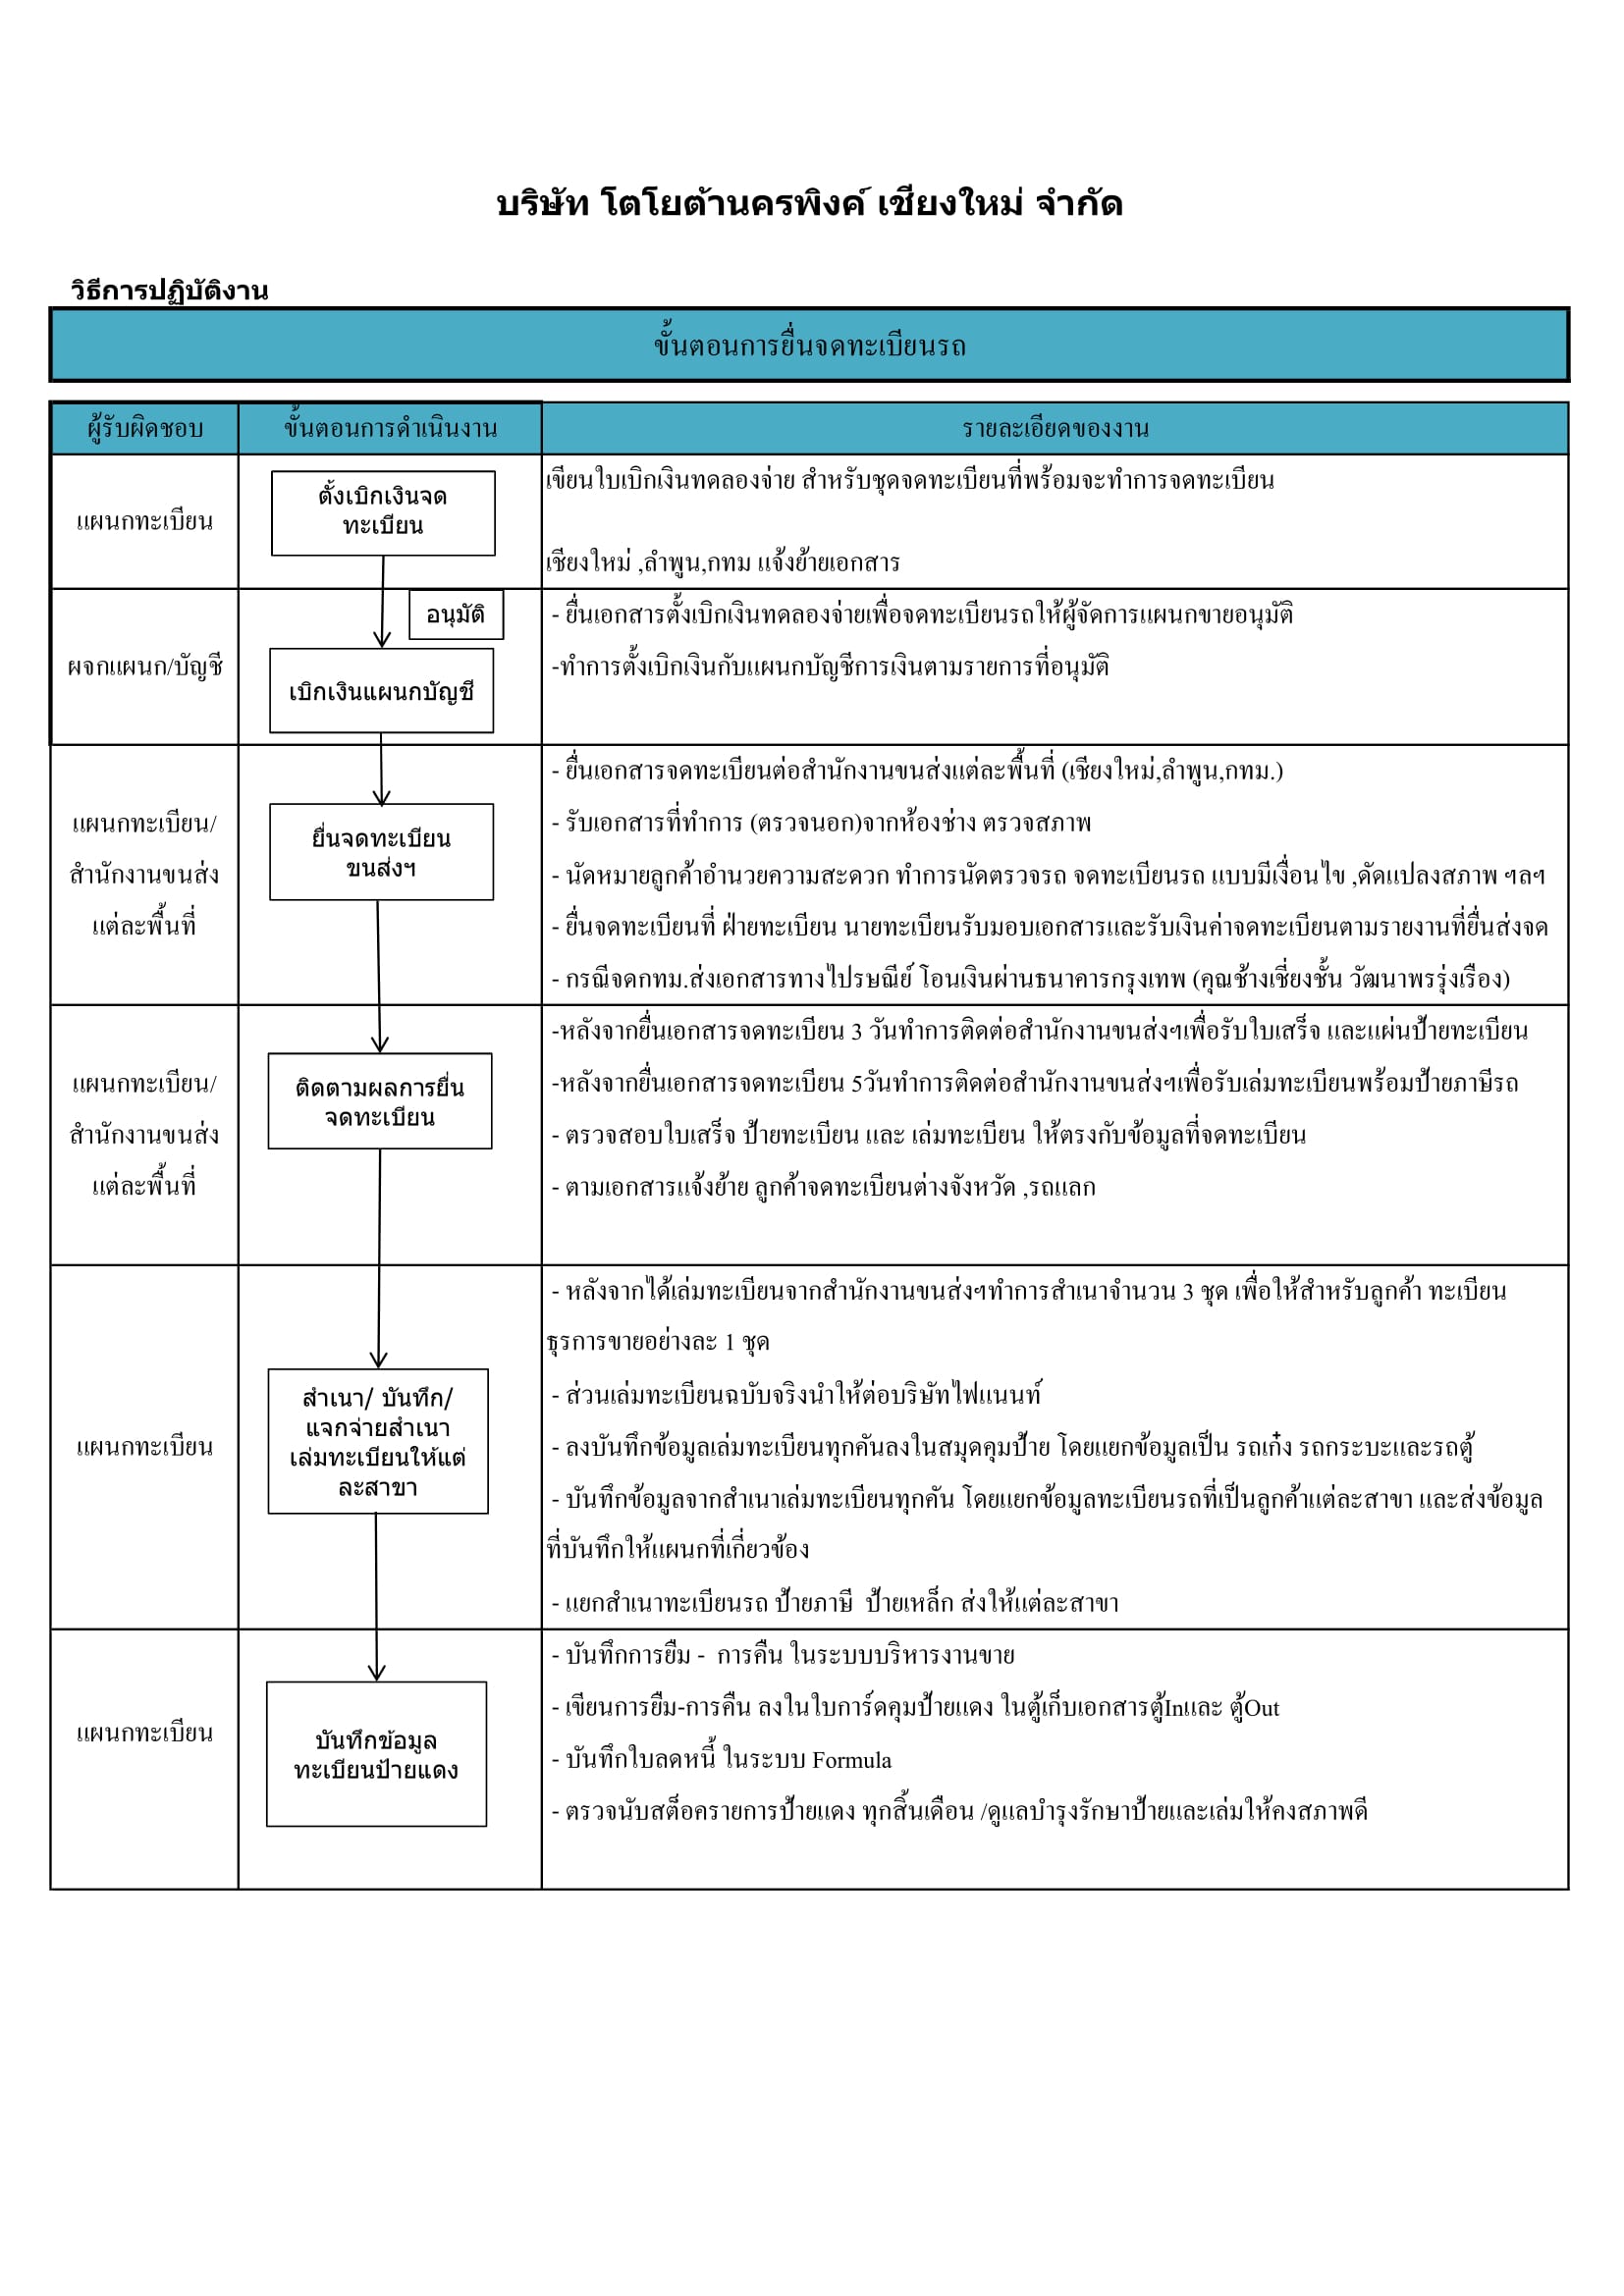 บริษัท โตโยต้านครพิงค์ เชียงใหม่ จำกัด
วิธีการปฏิบัติงาน
ขั้นตอนการยื่นจดทะเบียนรถ
ผู้รับผิดชอบ
ขั้นตอนการดำเนินงาน
รายละเอียดของงาน
แผนกทะเบียน
ตั้งเบิกเงินจด
ทะเบียน
เขียนใบเบิกเงินทดลองจ่าย สำหรับชุดจดทะเบียนที่พร้อมจะทำการจดทะเบียน
เชียงใหม่ ,ลำพูน,กทม แจ้งย้ายเอกสาร
ผจกแผนก/บัญชี
อนุมัติ
เบิกเงินแผนกบัญชี
- ยื่นเอกสารตั้งเบิกเงินทดลองจ่ายเพื่อจดทะเบียนรถให้ผู้จัดการแผนกขายอนุมัติ
-ทำการตั้งเบิกเงินกับแผนกบัญชีการเงินตามรายการที่อนุมัติ
แผนกทะเบียน/
สำนักงานขนส่ง
แต่ละพื้นที่
ยื่นจดทะเบียน
ขนส่งฯ
- ยื่นเอกสารจดทะเบียนต่อสำนักงานขนส่งแต่ละพื้นที่ (เชียงใหม่,ลำพูน,กทม.)
- รับเอกสารที่ทำการ (ตรวจนอก)จากห้องช่าง ตรวจสภาพ
- นัดหมายลูกค้าอำนวยความสะดวก ทำการนัดตรวจรถ จดทะเบียนรถ แบบมีเงื่อนไข ,ดัดแปลงสภาพ ฯลฯ
- ยื่นจดทะเบียนที่ ฝ่ายทะเบียน นายทะเบียนรับมอบเอกสารและรับเงินค่าจดทะเบียนตามรายงานที่ยื่นส่งจด
- กรณีจดกทม.ส่งเอกสารทางไปรษณีย์ โอนเงินผ่านธนาคารกรุงเทพ (คุณช้างเชี่ยงชั้น วัฒนาพรรุ่งเรือง)
แผนกทะเบียน/
สำนักงานขนส่ง
แต่ละพื้นที่
ติดตามผลการยื่น
จดทะเบียน
-หลังจากยื่นเอกสารจดทะเบียน 3 วันทำการติดต่อสำนักงานขนส่งฯเพื่อรับใบเสร็จ และแผ่นป้ายทะเบียน
-หลังจากยื่นเอกสารจดทะเบียน 5วันทำการติดต่อสำนักงานขนส่งฯเพื่อรับเล่มทะเบียนพร้อมป้ายภาษีรถ
- ตรวจสอบใบเสร็จ ป้ายทะเบียน และ เล่มทะเบียน ให้ตรงกับข้อมูลที่จดทะเบียน
- ตามเอกสารแจ้งย้าย ลูกค้าจดทะเบียนต่างจังหวัด ,รถแลก
แผนกทะเบียน
สำเนา/ บันทึก/
แจกจ่ายสำเนา
เล่มทะเบียนให้แต่
ละสาขา
- หลังจากได้เล่มทะเบียนจากสำนักงานขนส่งฯทำการสำเนาจำนวน 3 ชุด เพื่อให้สำหรับลูกค้า ทะเบียน
ธุรการขายอย่างละ 1 ชุด
- ส่วนเล่มทะเบียนฉบับจริงนำให้ต่อบริษัทไฟแนนท์
- ลงบันทึกข้อมูลเล่มทะเบียนทุกคันลงในสมุดคุมป้าย โดยแยกข้อมูลเป็น รถเก๋ง รถกระบะและรถตู้
- บันทึกข้อมูลจากสำเนาเล่มทะเบียนทุกคัน โดยแยกข้อมูลทะเบียนรถที่เป็นลูกค้าแต่ละสาขา และส่งข้อมูล
ที่บันทึกให้แผนกที่เกี่ยวข้อง
- แยกสำเนาทะเบียนรถ ป้ายภาษี  ป้ายเหล็ก ส่งให้แต่ละสาขา
แผนกทะเบียน
บันทึกข้อมูล
ทะเบียนป้ายแดง
- บันทึกการยืม -  การคืน ในระบบบริหารงานขาย
- เขียนการยืม-การคืน ลงในใบการ์ดคุมป้ายแดง ในตู้เก็บเอกสารตู้Inและ ตู้Out
- บันทึกใบลดหนี้ ในระบบ Formula
- ตรวจนับสต็อครายการป้ายแดง ทุกสิ้นเดือน /ดูแลบำรุงรักษาป้ายและเล่มให้คงสภาพดี